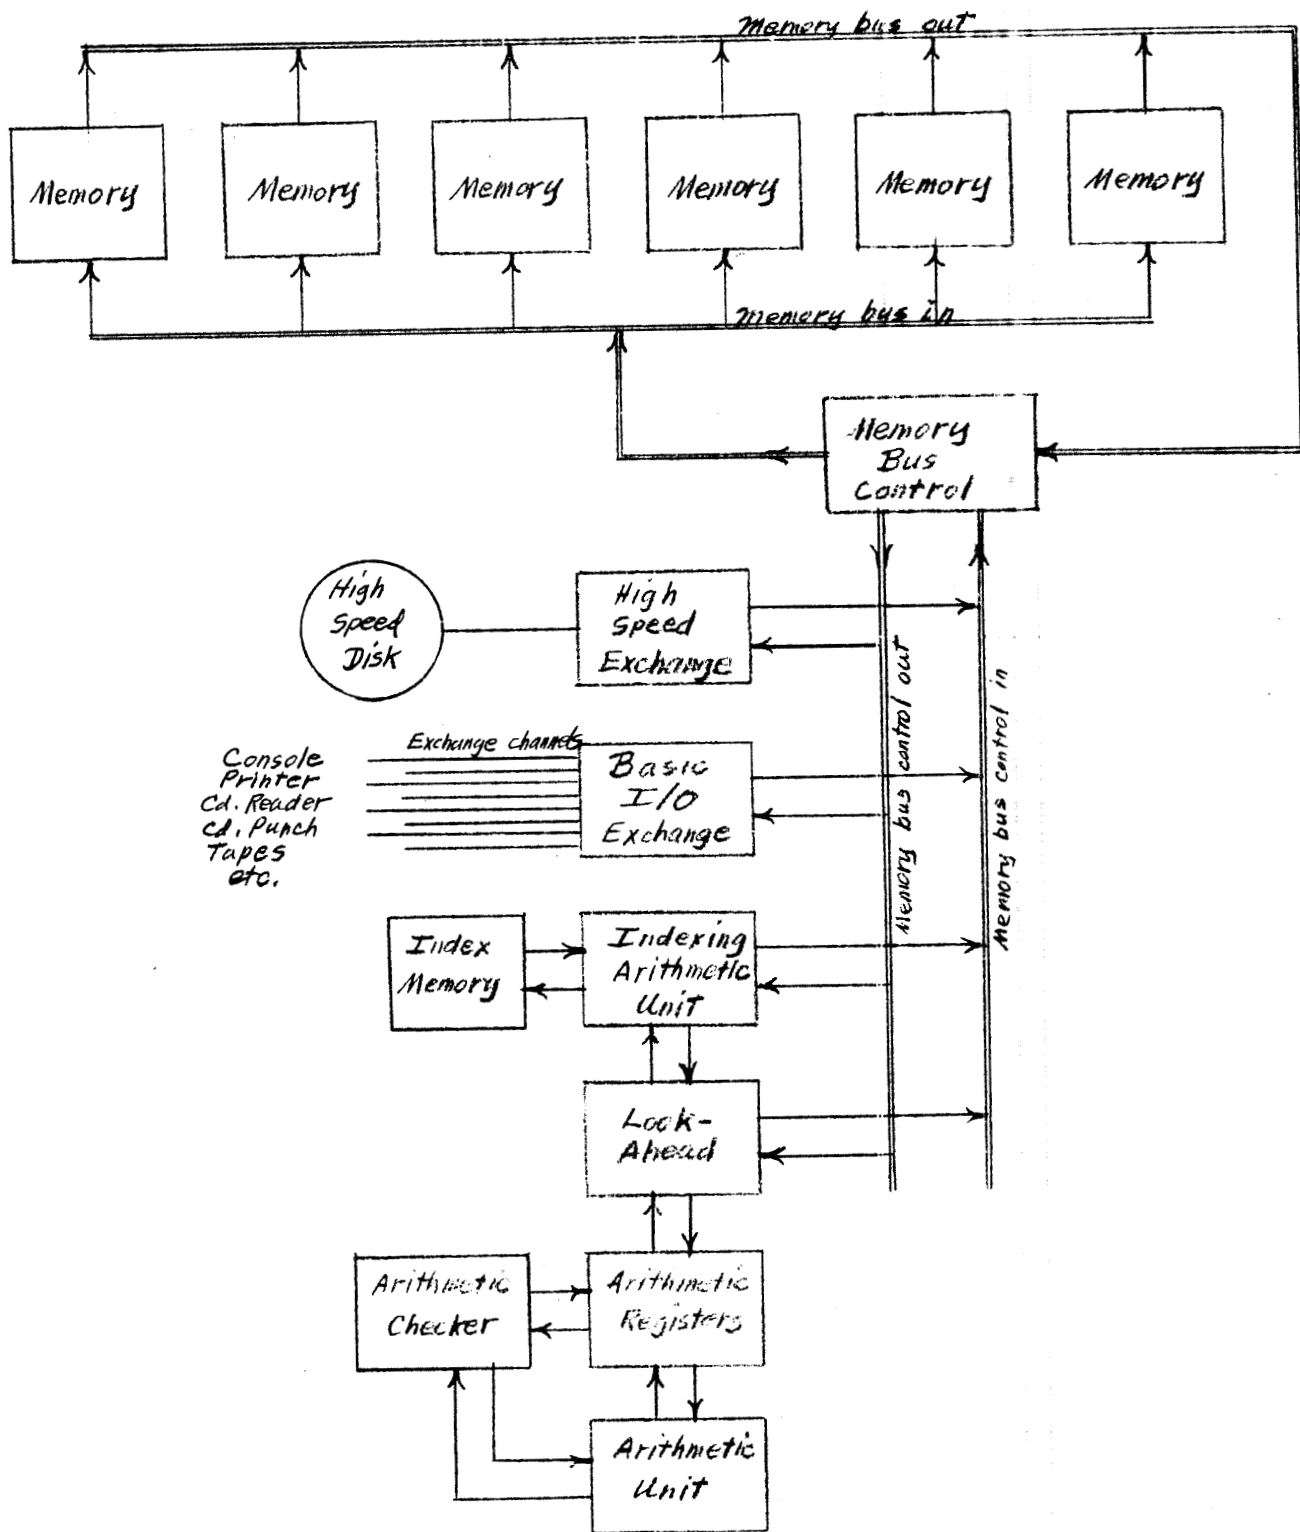 Memory bus out
Memory
Memory
Memory
Memory
Memory
Memory
Memory bus in
Memory
Bus
Control
High
Speed
Disk
High
Speed
Exchange
Memory bus control out
Memory bus control in
Exchange channels
Console
Printer
Cd. Reader
Cd. Punch
Tapes
etc.
Basic
I/O
Exchange
Index
Memory
Indexing
Arithmetic
Unit
Look-
Ahead
Arithmetic
Checker
Arithmetic
Registers
Arithmetic
Unit